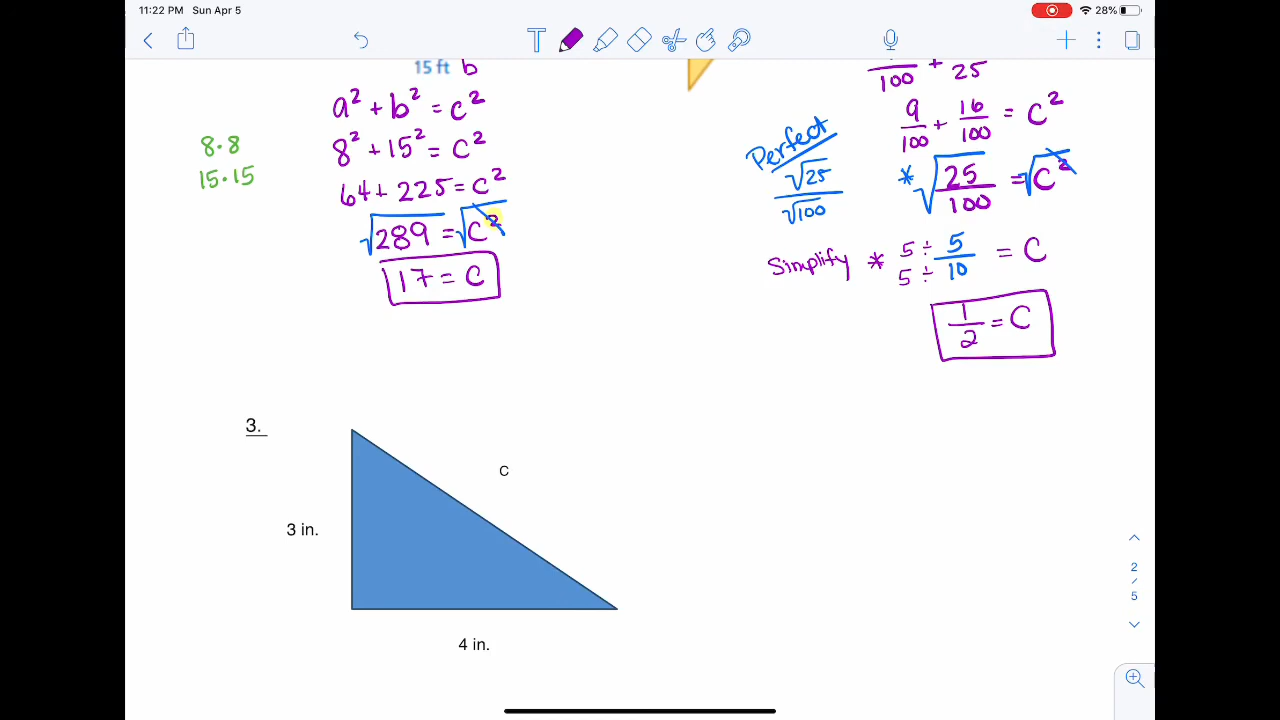 11:22 PM Sun Apr 5 28%
T
15 ft b
a² + b² = c²
8·8
8² + 15² = c²
15·15
64 + 225 = c²
√289 = √c²
17 = c
100 + 25
9/100 + 16/100 = c²
Perfect
√25/√100
* √25/100 = √c²
Simplify * 5 ÷ 5 / 5 ÷ 10 = c
1/2 = c
3.
c
3 in.
4 in.
2
/
5